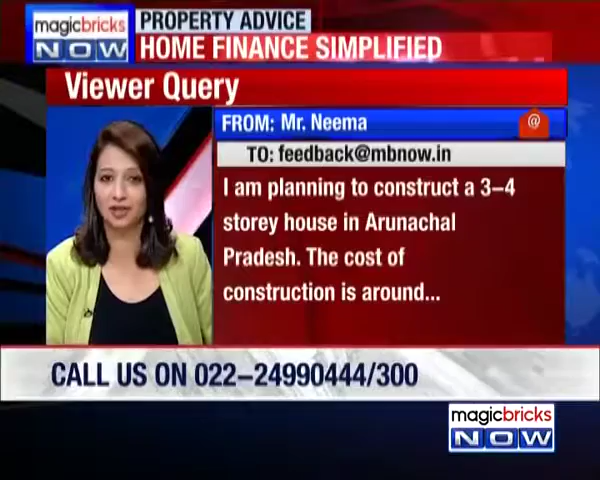 magicbricks
NOW
PROPERTY ADVICE
HOME FINANCE SIMPLIFIED
Viewer Query
FROM: Mr. Neema
@
TO: feedback@mbnow.in
I am planning to construct a 3–4
storey house in Arunachal
Pradesh. The cost of
construction is around...
CALL US ON 022–24990444/300
magicbricks
NOW